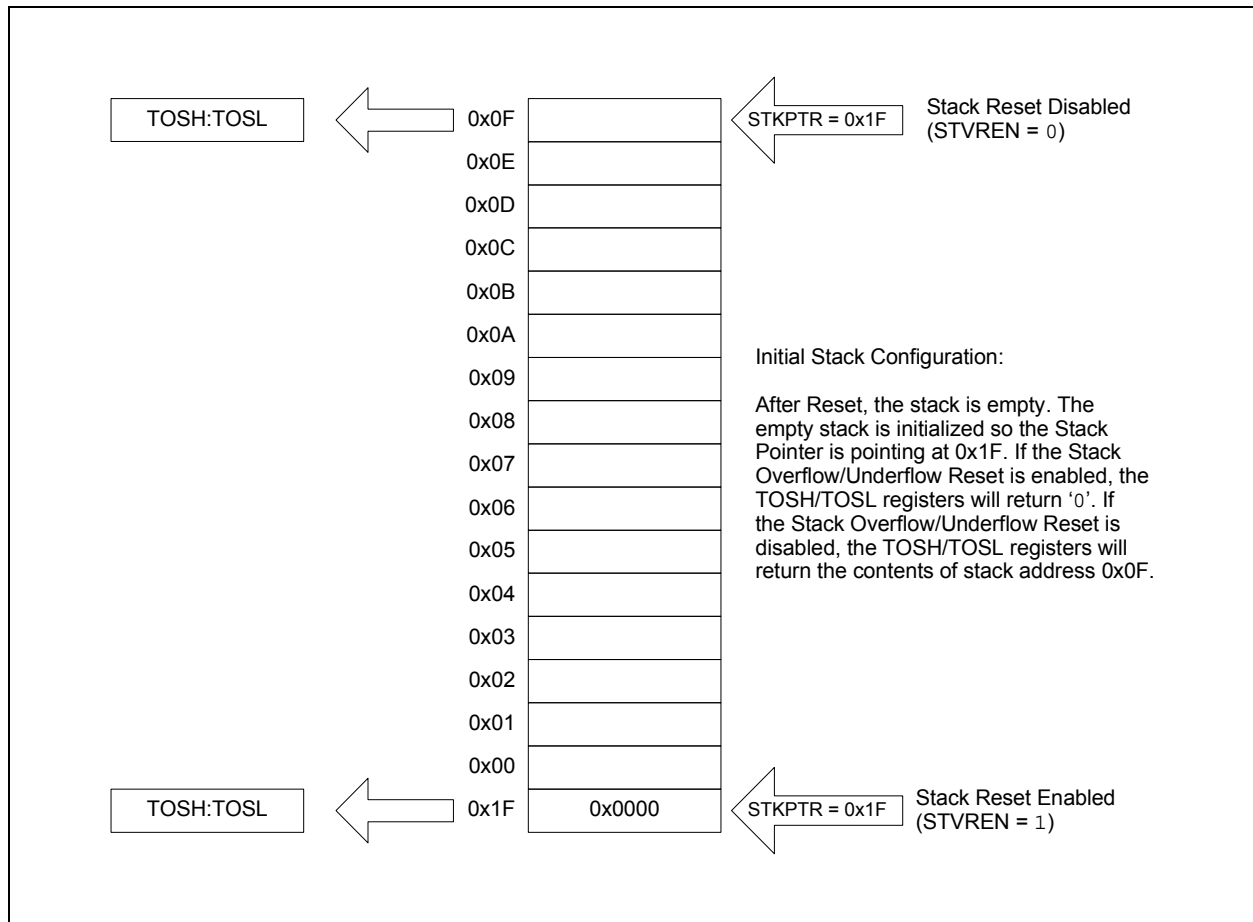 TOSH:TOSL
0x0F
STKPTR = 0x1F
Stack Reset Disabled
(STVREN = 0)
0x0E
0x0D
0x0C
0x0B
0x0A
0x09
0x08
0x07
0x06
0x05
0x04
0x03
0x02
0x01
0x00
Initial Stack Configuration:
After Reset, the stack is empty. The
empty stack is initialized so the Stack
Pointer is pointing at 0x1F. If the Stack
Overflow/Underflow Reset is enabled, the
TOSH/TOSL registers will return ‘0’. If
the Stack Overflow/Underflow Reset is
disabled, the TOSH/TOSL registers will
return the contents of stack address 0x0F.
TOSH:TOSL
0x1F
0x0000
STKPTR = 0x1F
Stack Reset Enabled
(STVREN = 1)